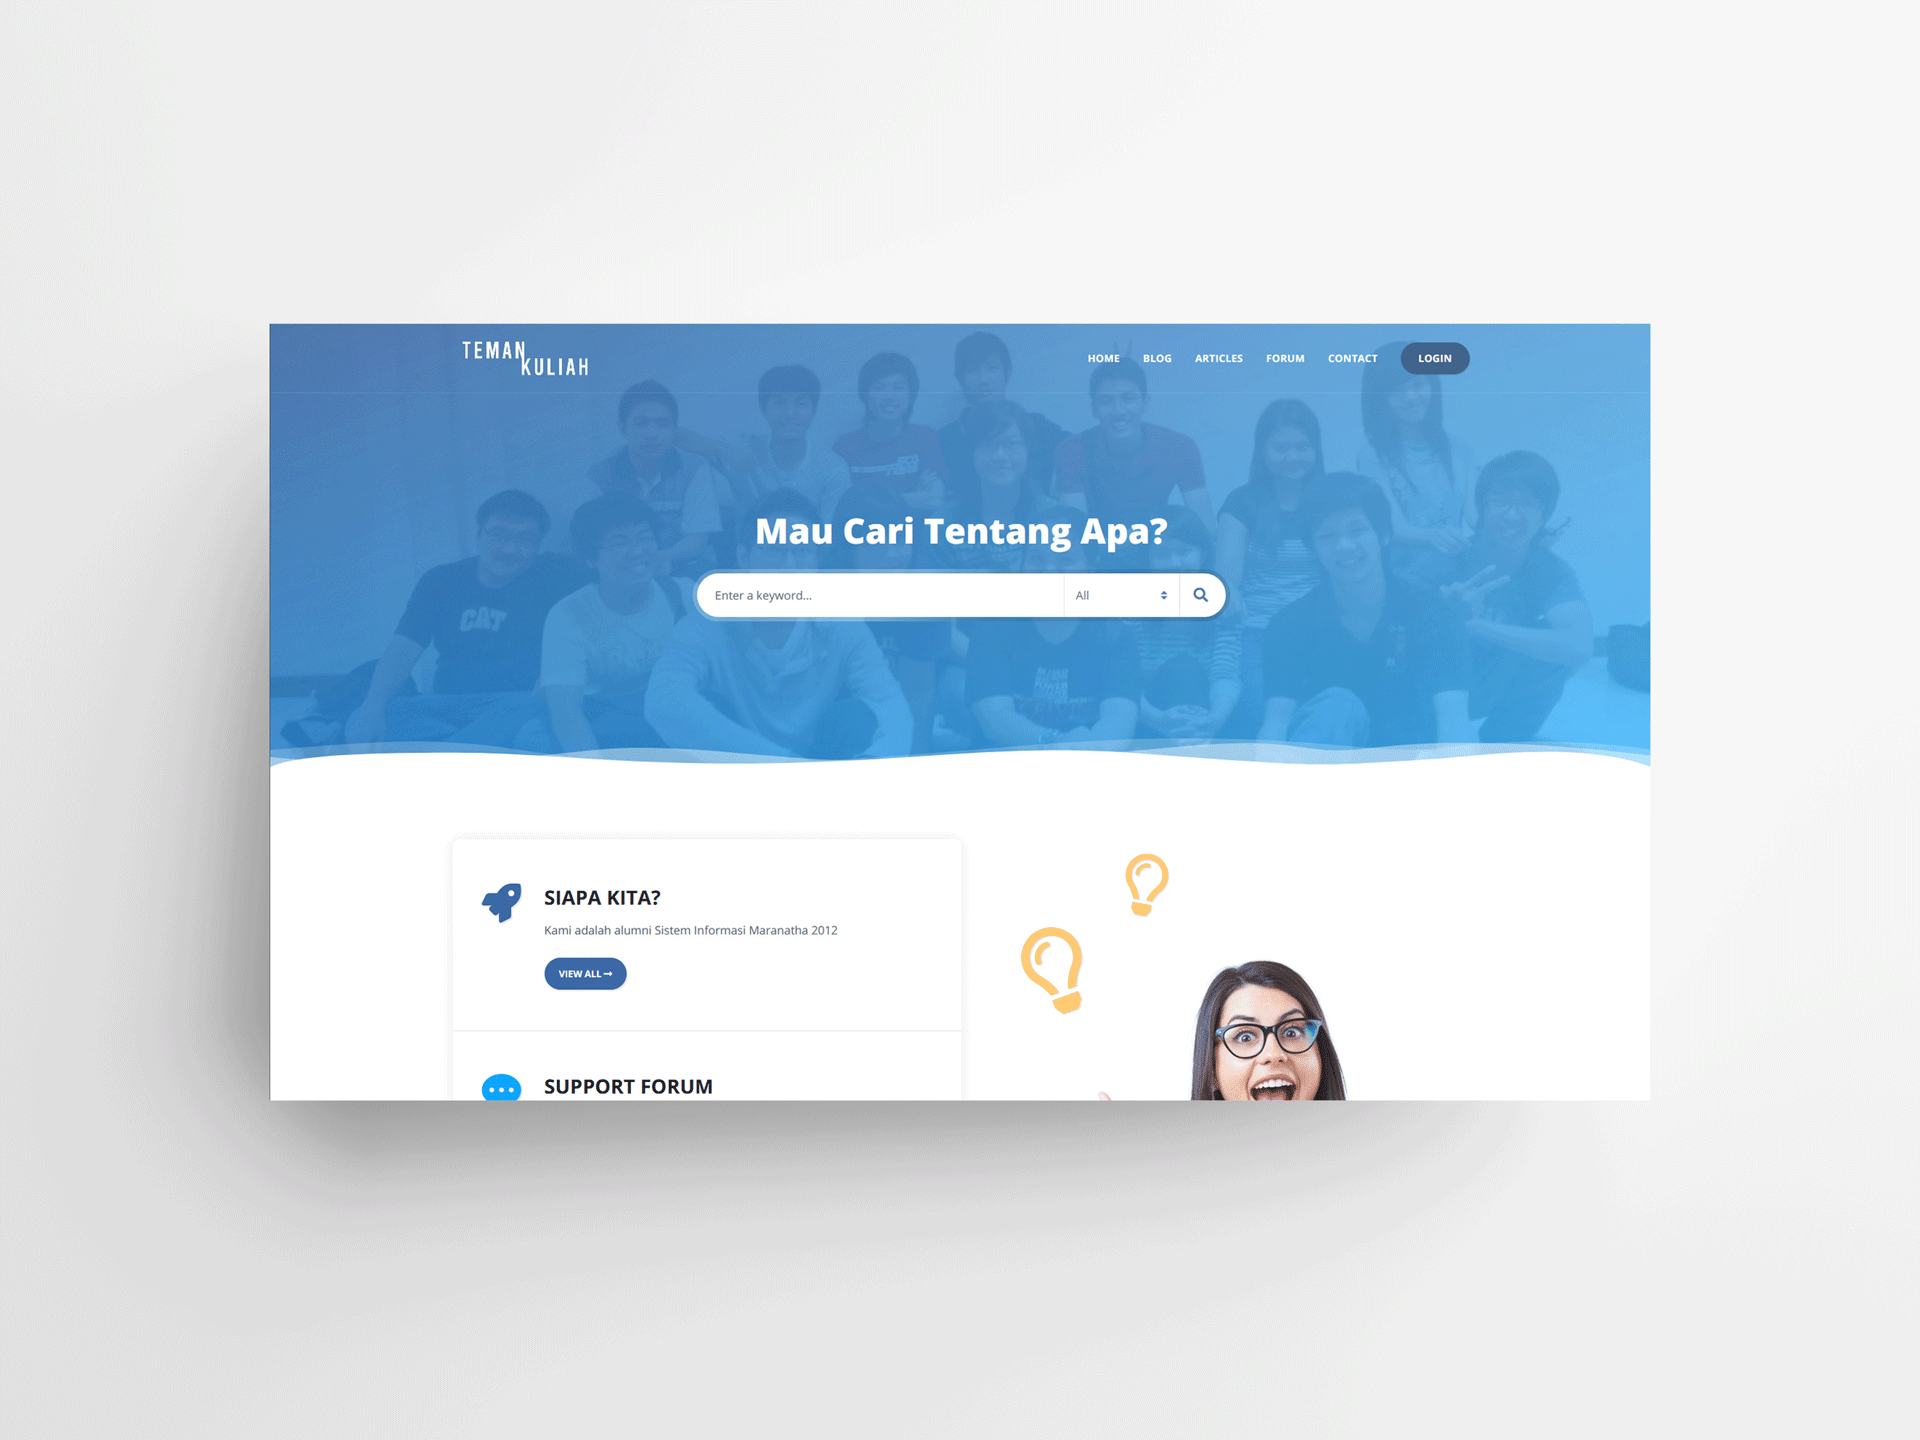 TEMAN
KULIAH
HOME BLOG ARTICLES FORUM CONTACT LOGIN
Mau Cari Tentang Apa?
Enter a keyword... All
CAT
SIAPA KITA?
Kami adalah alumni Sistem Informasi Maranatha 2012
VIEW ALL
SUPPORT FORUM